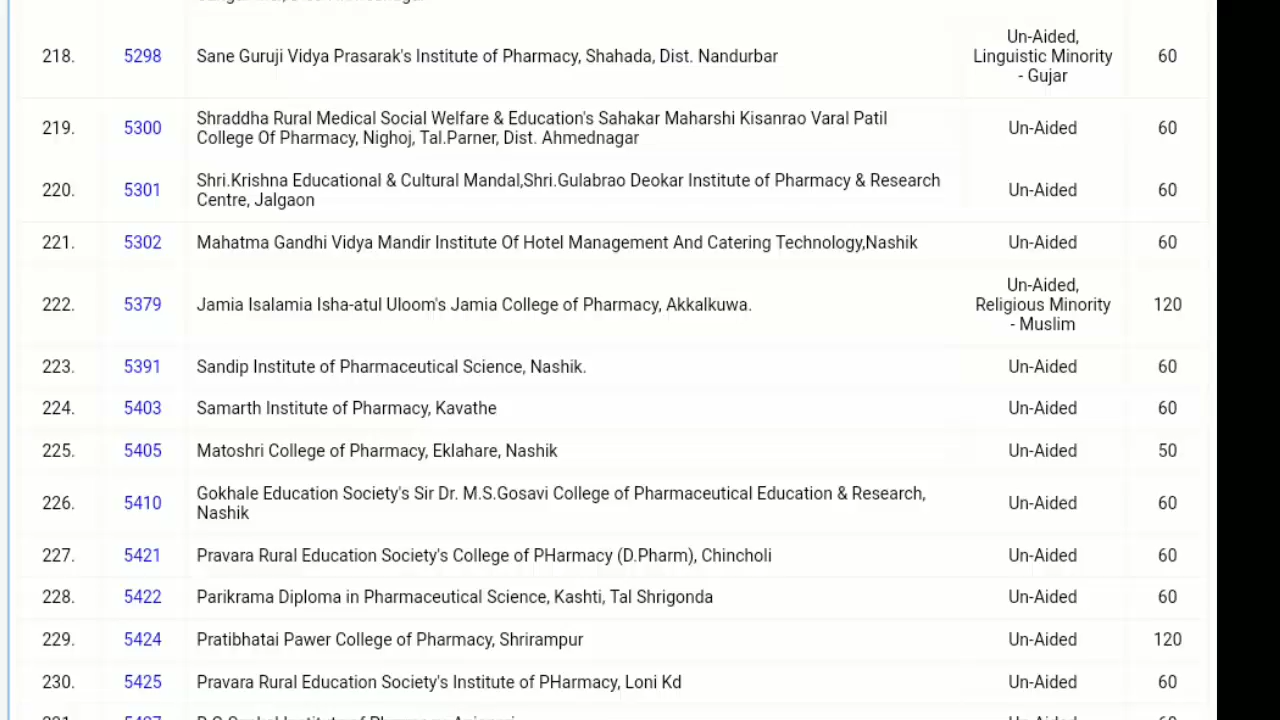 218. 5298 Sane Guruji Vidya Prasarak's Institute of Pharmacy, Shahada, Dist. Nandurbar Un-Aided, Linguistic Minority - Gujar 60
219. 5300 Shraddha Rural Medical Social Welfare & Education's Sahakar Maharshi Kisanrao Varal Patil
College Of Pharmacy, Nighoj, Tal.Parner, Dist. Ahmednagar Un-Aided 60
220. 5301 Shri.Krishna Educational & Cultural Mandal,Shri.Gulabrao Deokar Institute of Pharmacy & Research
Centre, Jalgaon Un-Aided 60
221. 5302 Mahatma Gandhi Vidya Mandir Institute Of Hotel Management And Catering Technology,Nashik Un-Aided 60
222. 5379 Jamia Isalamia Isha-atul Uloom's Jamia College of Pharmacy, Akkalkuwa. Un-Aided, Religious Minority - Muslim 120
223. 5391 Sandip Institute of Pharmaceutical Science, Nashik. Un-Aided 60
224. 5403 Samarth Institute of Pharmacy, Kavathe Un-Aided 60
225. 5405 Matoshri College of Pharmacy, Eklahare, Nashik Un-Aided 50
226. 5410 Gokhale Education Society's Sir Dr. M.S.Gosavi College of Pharmaceutical Education & Research,
Nashik Un-Aided 60
227. 5421 Pravara Rural Education Society's College of PHarmacy (D.Pharm), Chincholi Un-Aided 60
228. 5422 Parikrama Diploma in Pharmaceutical Science, Kashti, Tal Shrigonda Un-Aided 60
229. 5424 Pratibhatai Pawer College of Pharmacy, Shrirampur Un-Aided 120
230. 5425 Pravara Rural Education Society's Institute of PHarmacy, Loni Kd Un-Aided 60